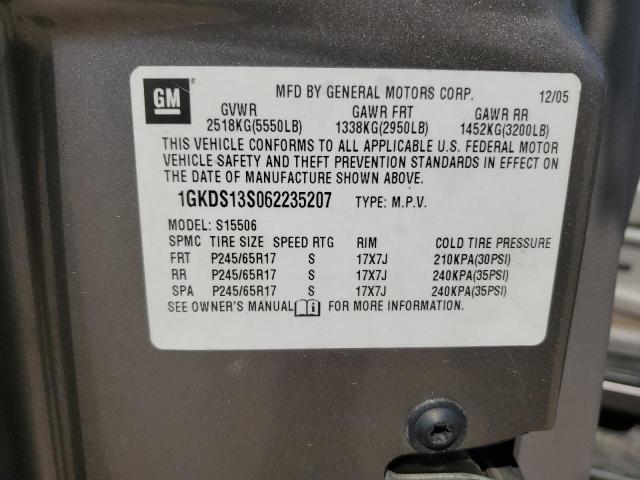 GM ®
MFD BY GENERAL MOTORS CORP. 12/05
GVWR GAWR FRT GAWR RR
2518KG(5550LB) 1338KG(2950LB) 1452KG(3200LB)
THIS VEHICLE CONFORMS TO ALL APPLICABLE U.S. FEDERAL MOTOR
VEHICLE SAFETY AND THEFT PREVENTION STANDARDS IN EFFECT ON
THE DATE OF MANUFACTURE SHOWN ABOVE.
1GKDS13S062235207 TYPE: M.P.V.
MODEL: S15506
SPMC TIRE SIZE SPEED RTG RIM COLD TIRE PRESSURE
FRT P245/65R17 S 17X7J 210KPA(30PSI)
RR P245/65R17 S 17X7J 240KPA(35PSI)
SPA P245/65R17 S 17X7J 240KPA(35PSI)
SEE OWNER'S MANUAL i FOR MORE INFORMATION.